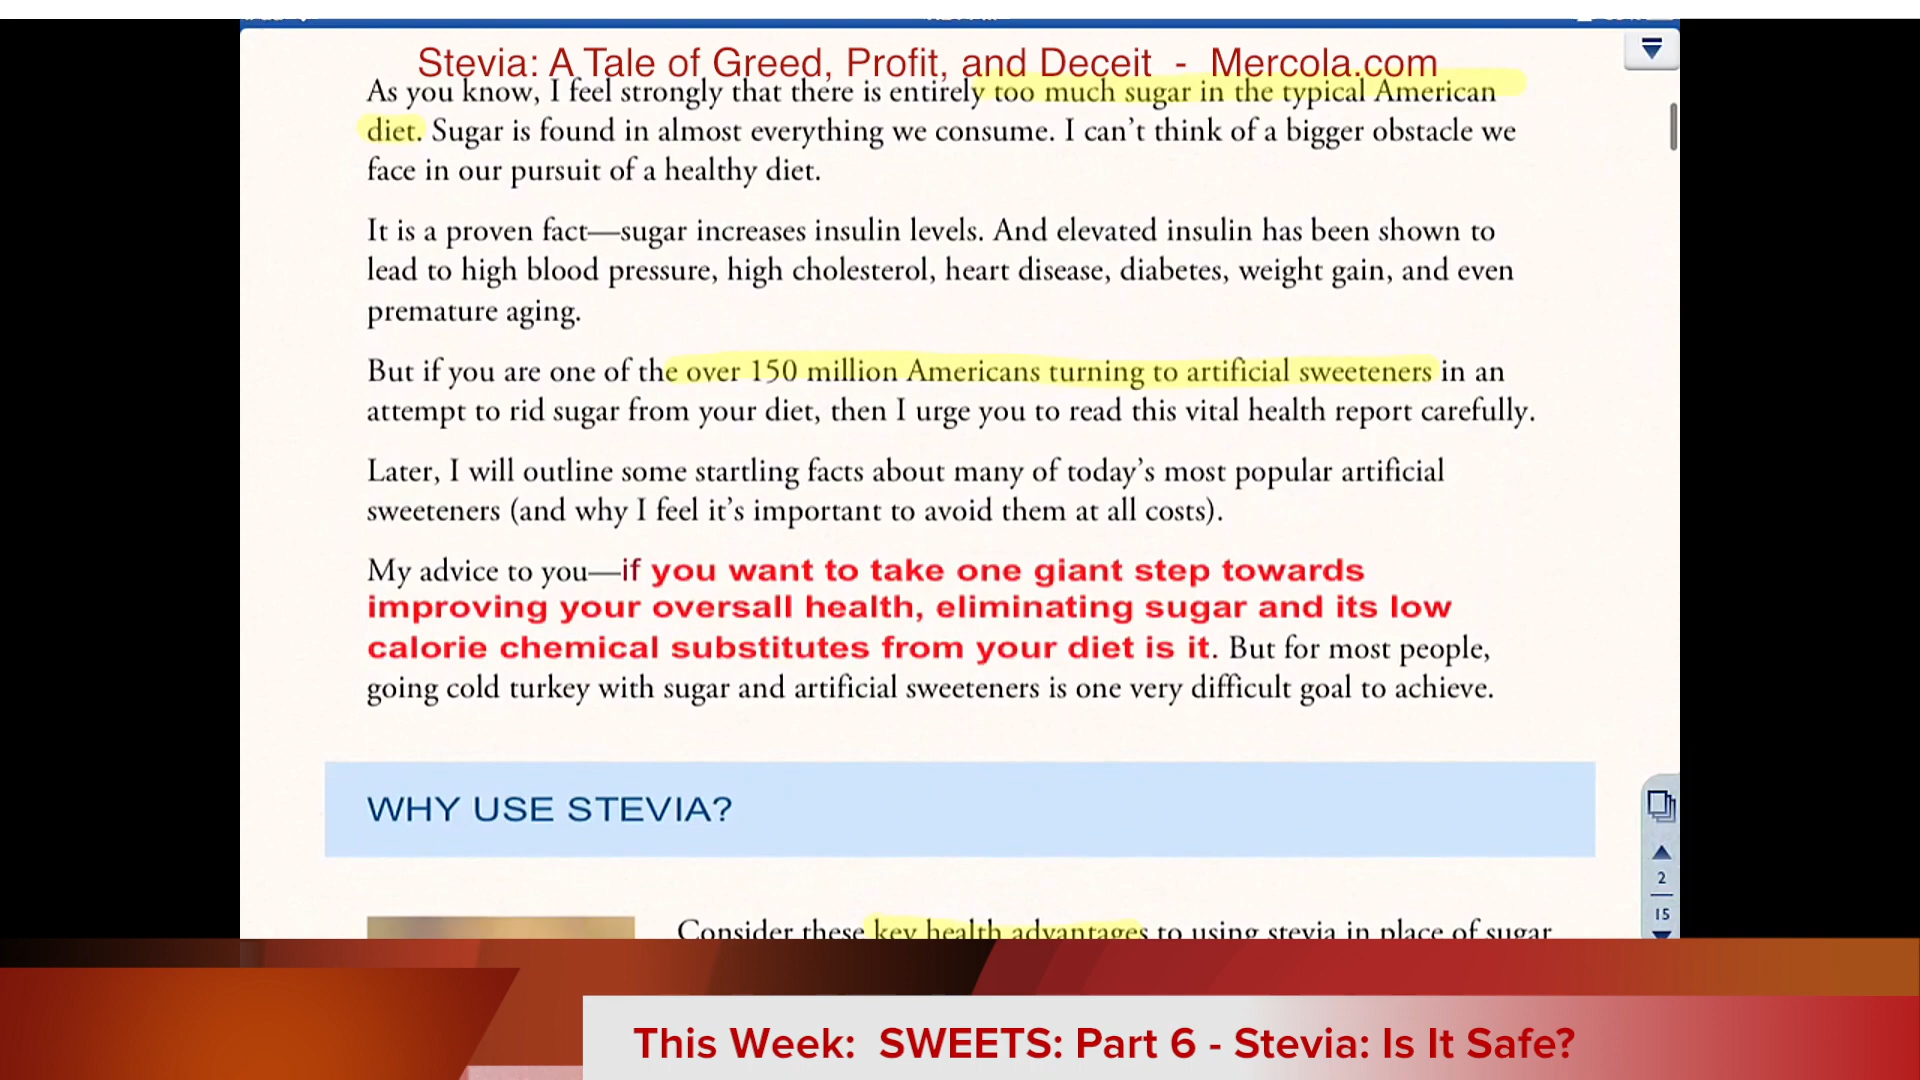 Stevia: A Tale of Greed, Profit, and Deceit - Mercola.com
As you know, I feel strongly that there is entirely too much sugar in the typical American
diet. Sugar is found in almost everything we consume. I can't think of a bigger obstacle we
face in our pursuit of a healthy diet.
It is a proven fact—sugar increases insulin levels. And elevated insulin has been shown to
lead to high blood pressure, high cholesterol, heart disease, diabetes, weight gain, and even
premature aging.
But if you are one of the over 150 million Americans turning to artificial sweeteners in an
attempt to rid sugar from your diet, then I urge you to read this vital health report carefully.
Later, I will outline some startling facts about many of today's most popular artificial
sweeteners (and why I feel it's important to avoid them at all costs).
My advice to you—if you want to take one giant step towards
improving your oversall health, eliminating sugar and its low
calorie chemical substitutes from your diet is it. But for most people,
going cold turkey with sugar and artificial sweeteners is one very difficult goal to achieve.
WHY USE STEVIA?
2
15
Consider these key health advantages to using stevia in place of sugar
This Week: SWEETS: Part 6 - Stevia: Is It Safe?